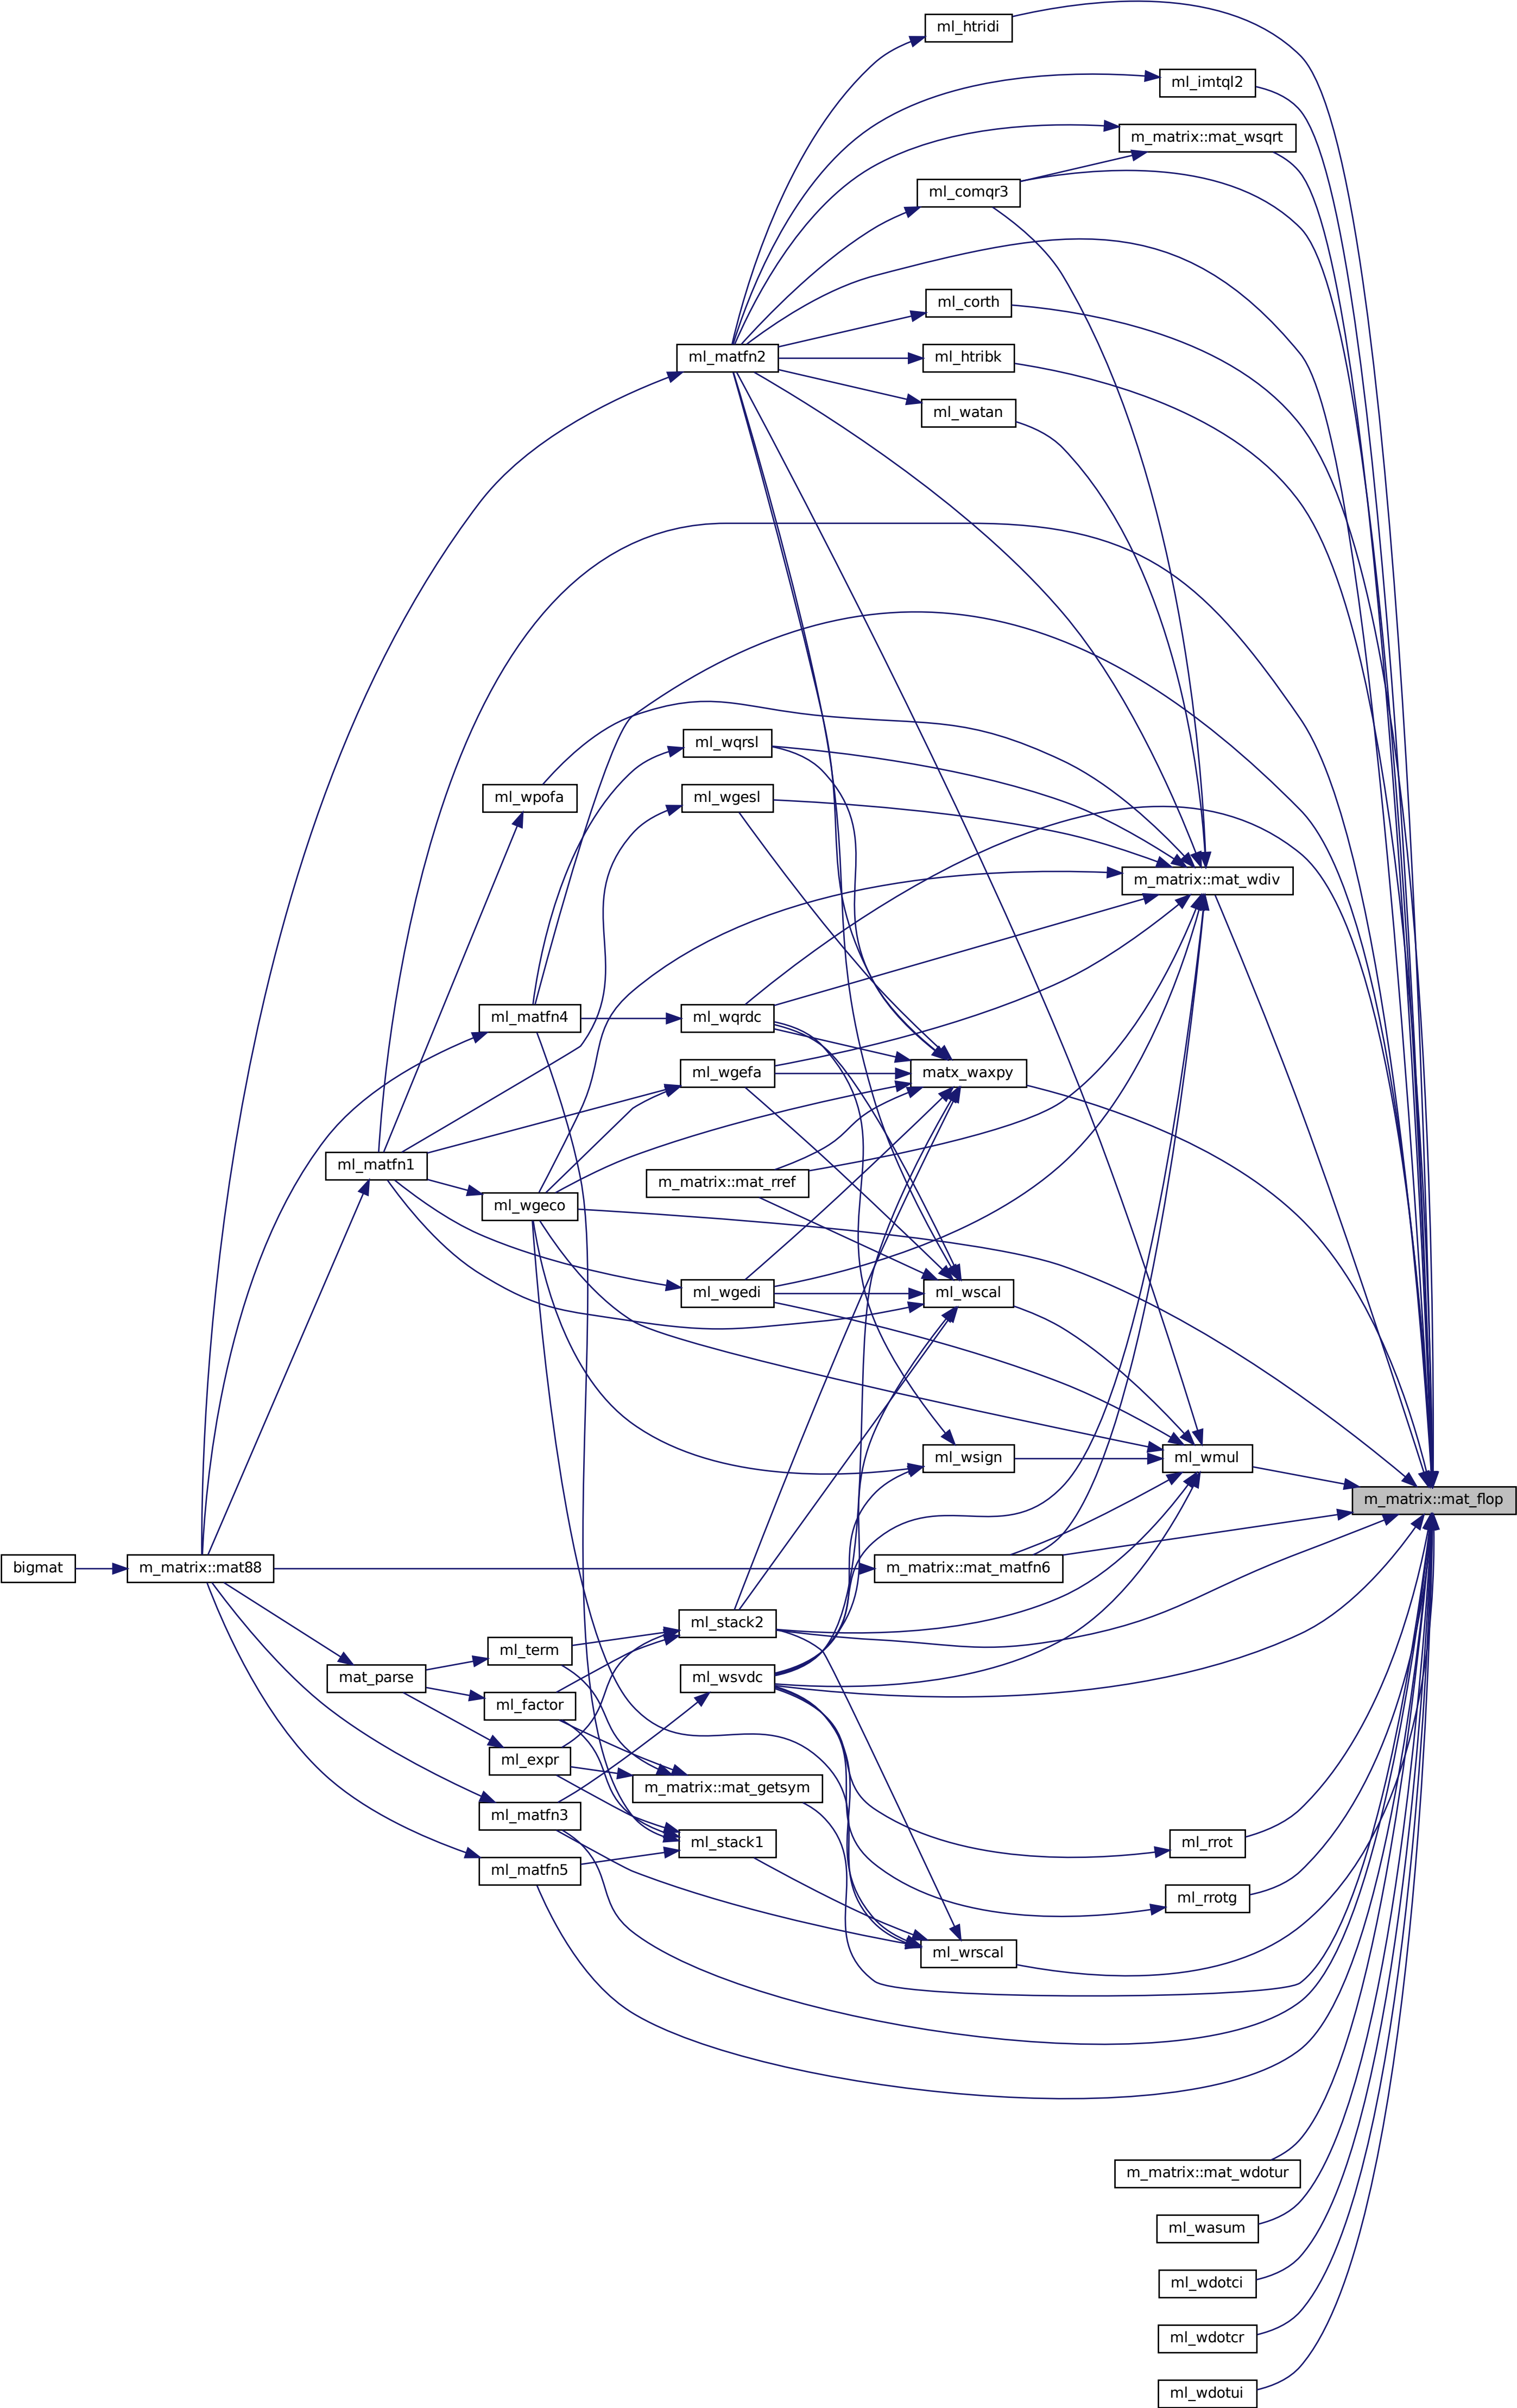 ml_htridi
ml_imtql2
m_matrix::mat_wsqrt
ml_comqr3
ml_corth
ml_matfn2
ml_htribk
ml_watan
ml_wqrsl
ml_wpofa
ml_wgesl
m_matrix::mat_wdiv
ml_matfn4
ml_wqrdc
ml_wgefa
matx_waxpy
ml_matfn1
m_matrix::mat_rref
ml_wgeco
ml_wgedi
ml_wscal
ml_wsign
ml_wmul
m_matrix::mat_flop
bigmat
m_matrix::mat88
m_matrix::mat_matfn6
ml_stack2
ml_term
mat_parse
ml_wsvdc
ml_factor
ml_expr
m_matrix::mat_getsym
ml_matfn3
ml_stack1
ml_rrot
ml_matfn5
ml_rrotg
ml_wrscal
m_matrix::mat_wdotur
ml_wasum
ml_wdotci
ml_wdotcr
ml_wdotui